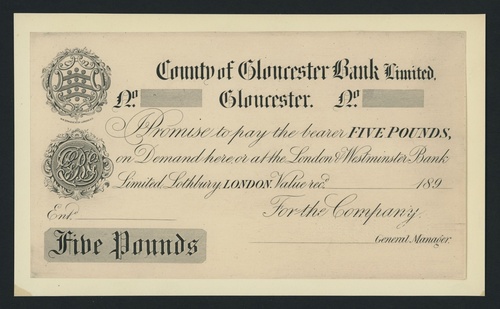 County of Gloucester Bank Limited.
No Gloucester. No
I Promise to pay the bearer FIVE POUNDS,
on Demand here or at the London & Westminster Bank
Limited, Lothbury, LONDON. Value recd. 189
For the Company.
Entd.
Five Pounds
General Manager.